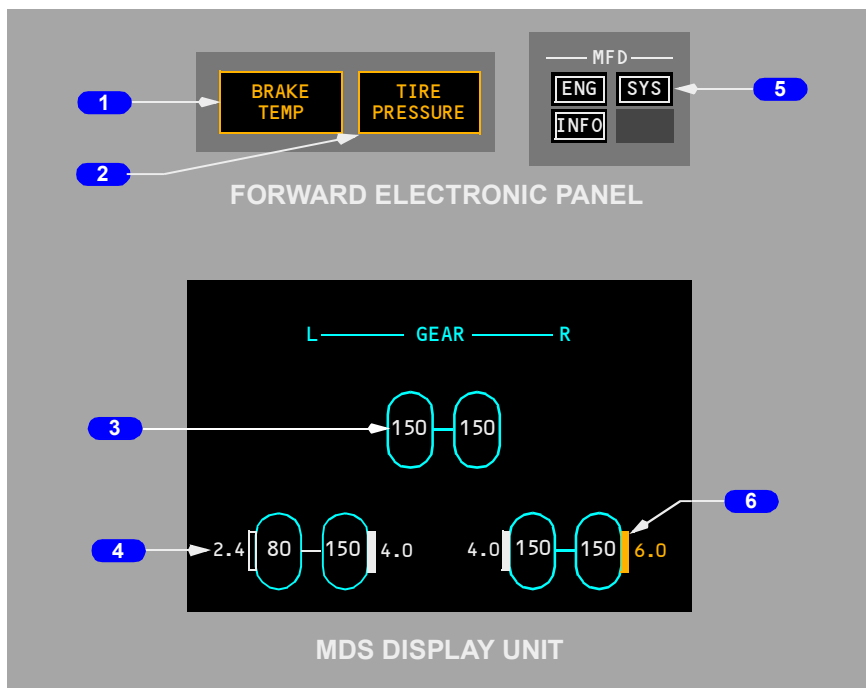 MFD
1
BRAKE TEMP
TIRE PRESSURE
ENG
SYS
5
INFO
2
FORWARD ELECTRONIC PANEL
L GEAR R
3
150
150
6
4
2.4
80
150
4.0
4.0
150
150
6.0
MDS DISPLAY UNIT